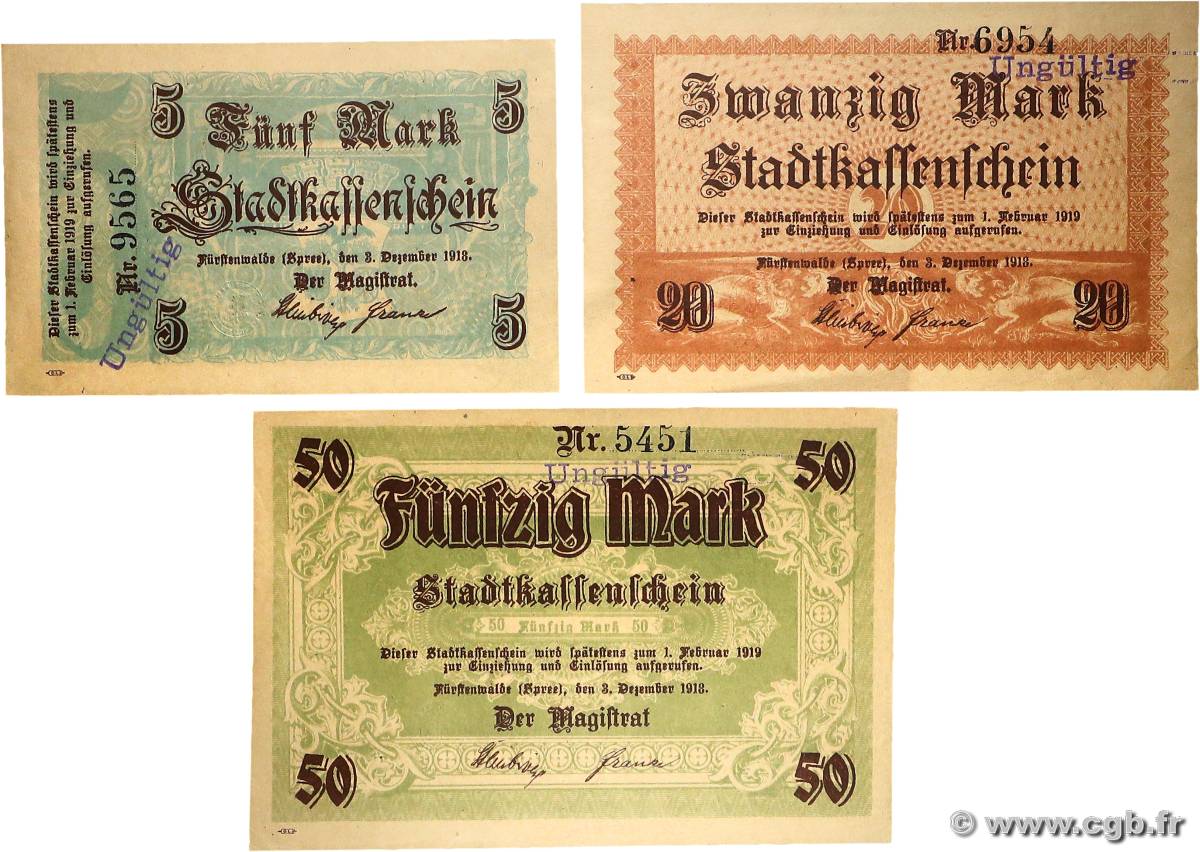 5
5
Fünf Mark
Stadtkassenschein
Fürstenwalde (Spree), den 3. Dezember 1918.
Der Magistrat.
5
5
Dieser Stadtkassenschein wird spätestens
zum 1. Februar 1919 zur Einziehung und
Einlösung aufgerufen.
Nr. 9565
Ungültig
Nr. 6954
Ungültig
Zwanzig Mark
Stadtkassenschein
20
Dieser Stadtkassenschein wird spätestens zum 1. Februar 1919
zur Einziehung und Einlösung aufgerufen.
Fürstenwalde (Spree), den 3. Dezember 1918.
Der Magistrat.
20
20
Nr. 5451
50
50
Ungültig
Fünfzig Mark
Stadtkassenschein
50 Fünfzig Mark 50
Dieser Stadtkassenschein wird spätestens zum 1. Februar 1919
zur Einziehung und Einlösung aufgerufen.
Fürstenwalde (Spree), den 3. Dezember 1918.
Der Magistrat
50
50
© www.cgb.fr